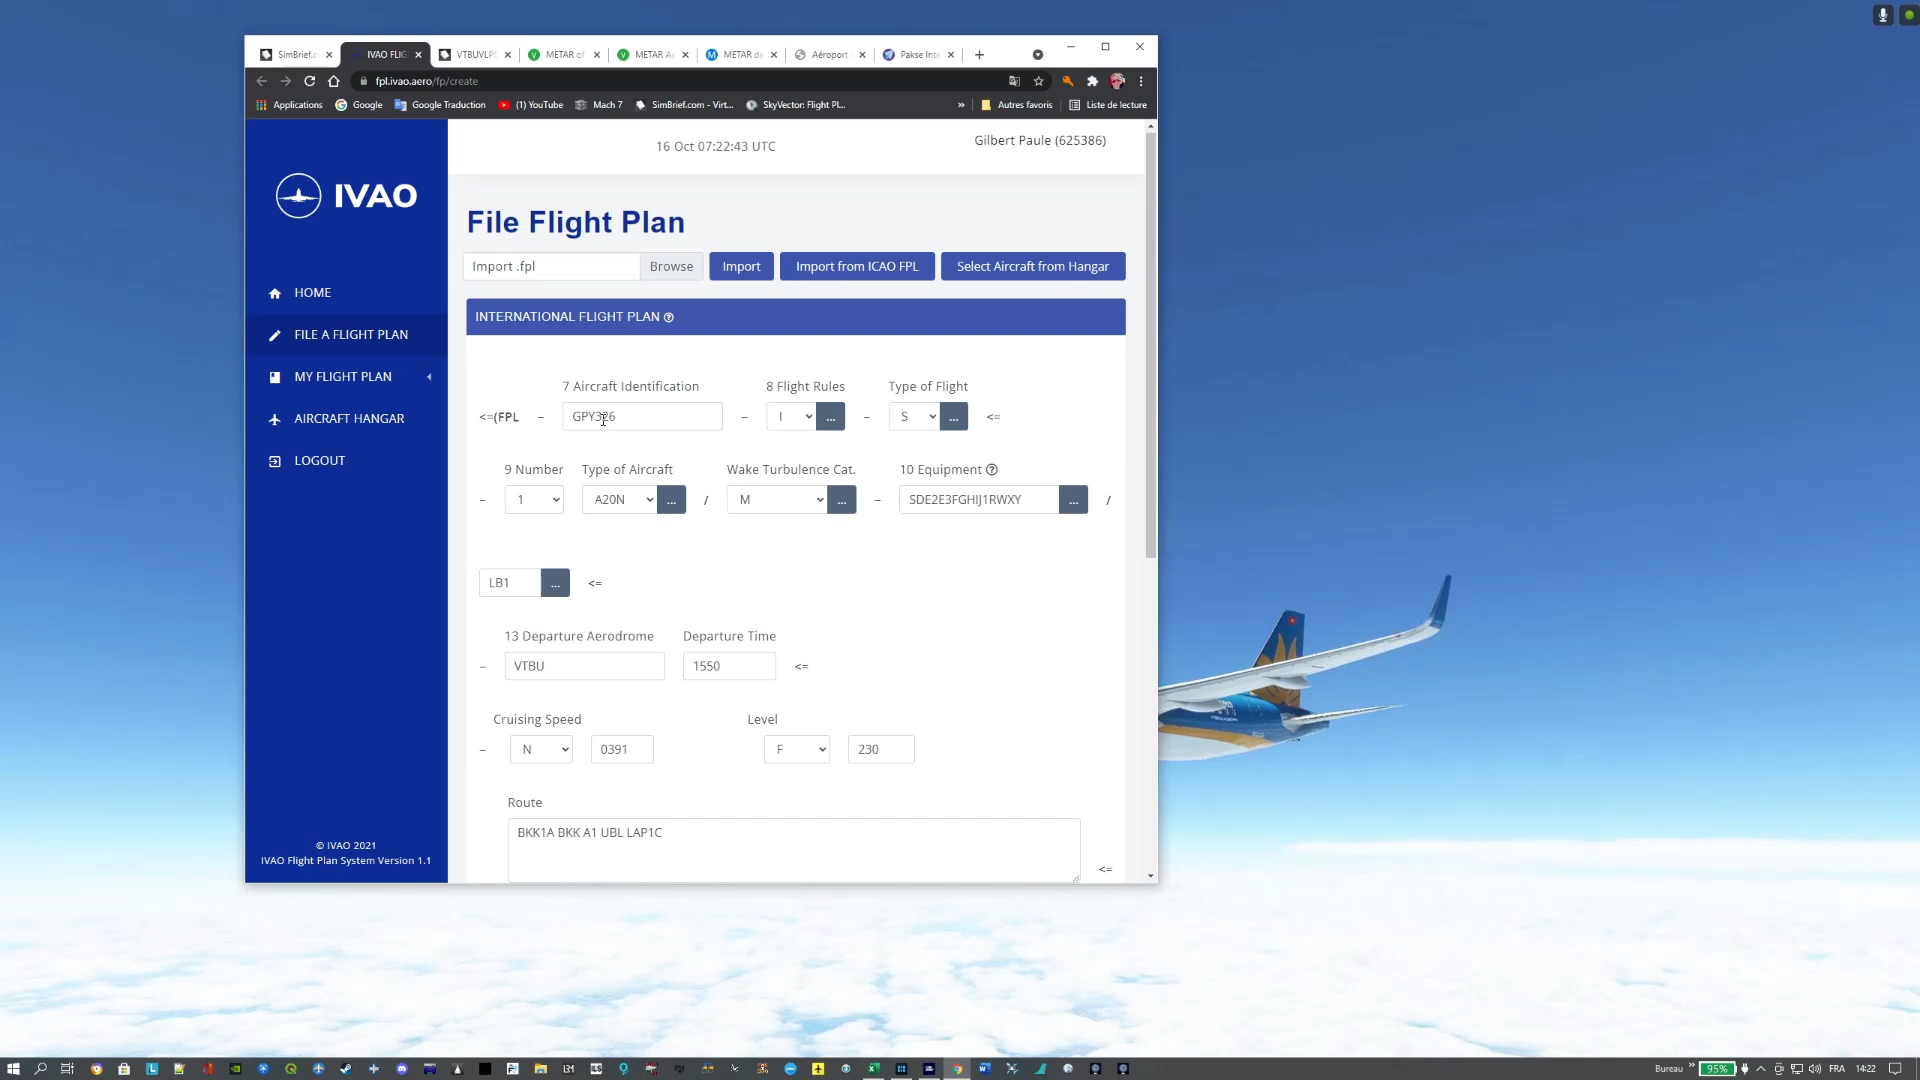 SimBrief.c
IVAO FLIG
VTBUVLPS
METAR of
METAR Aé
METAR de
Aéroport
Pakse Inte
fpl.ivao.aero/fp/create
Applications
Google
Google Traduction
(1) YouTube
Mach 7
SimBrief.com - Virt...
SkyVector: Flight Pl...
»
Autres favoris
Liste de lecture
16 Oct 07:22:43 UTC
Gilbert Paule (625386)
IVAO
HOME
FILE A FLIGHT PLAN
MY FLIGHT PLAN
AIRCRAFT HANGAR
LOGOUT
© IVAO 2021
IVAO Flight Plan System Version 1.1
File Flight Plan
Import .fpl Browse Import Import from ICAO FPL Select Aircraft from Hangar
INTERNATIONAL FLIGHT PLAN
7 Aircraft Identification 8 Flight Rules Type of Flight
<=(FPL – GPY326 – I ... – S ... <=
9 Number Type of Aircraft Wake Turbulence Cat. 10 Equipment
– 1 A20N ... / M ... – SDE2E3FGHIJ1RWXY ... /
LB1 ... <=
13 Departure Aerodrome Departure Time
– VTBU 1550 <=
Cruising Speed Level
– N 0391 F 230
Route
BKK1A BKK A1 UBL LAP1C
<=
Bureau » 95% FRA 14:22